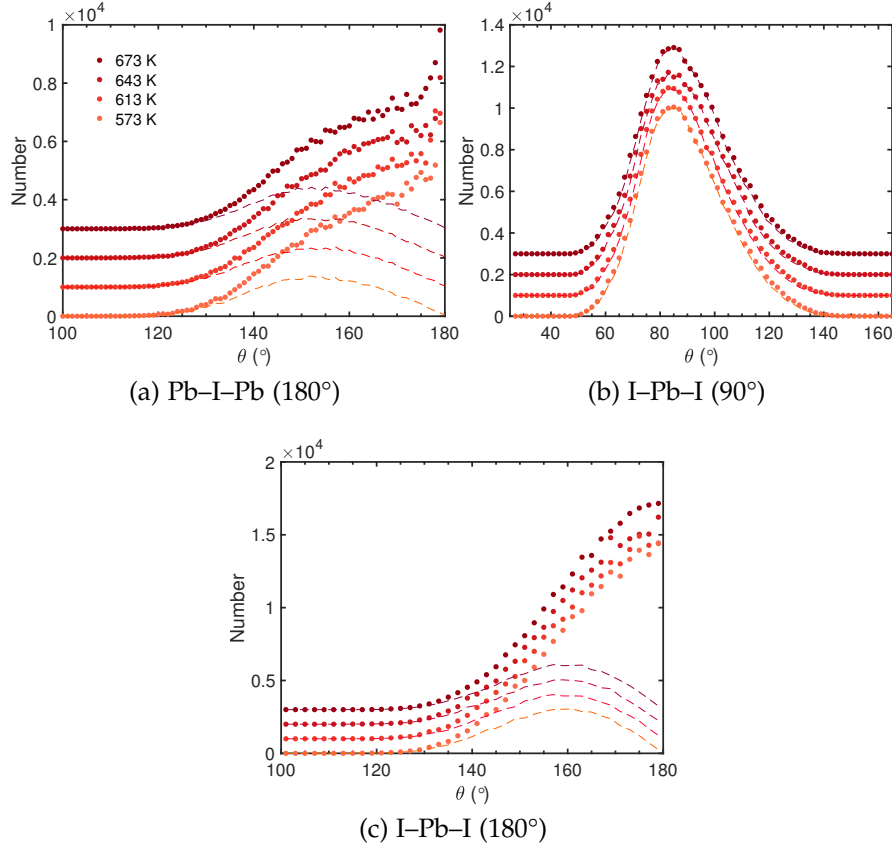 ×10⁴
1
0.8
0.6
0.4
0.2
0
Number
673 K
643 K
613 K
573 K
100 120 140 160 180
θ (°)
(a) Pb–I–Pb (180°)
×10⁴
1.4
1.2
1
0.8
0.6
0.4
0.2
0
Number
40 60 80 100 120 140 160
θ (°)
(b) I–Pb–I (90°)
×10⁴
2
1.5
1
0.5
0
Number
100 120 140 160 180
θ (°)
(c) I–Pb–I (180°)